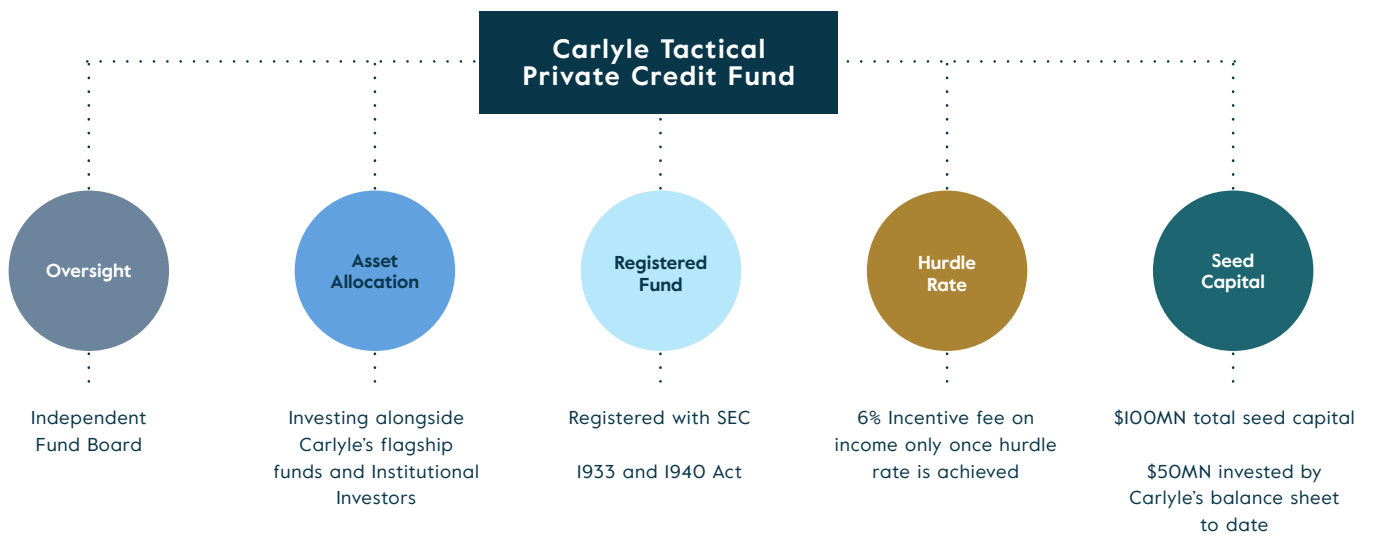 Carlyle Tactical
Private Credit Fund
Oversight
Asset
Allocation
Registered
Fund
Hurdle
Rate
Seed
Capital
Independent
Fund Board
Investing alongside
Carlyle's flagship
funds and Institutional
Investors
Registered with SEC
1933 and 1940 Act
6% Incentive fee on
income only once hurdle
rate is achieved
$100MN total seed capital
$50MN invested by
Carlyle's balance sheet
to date